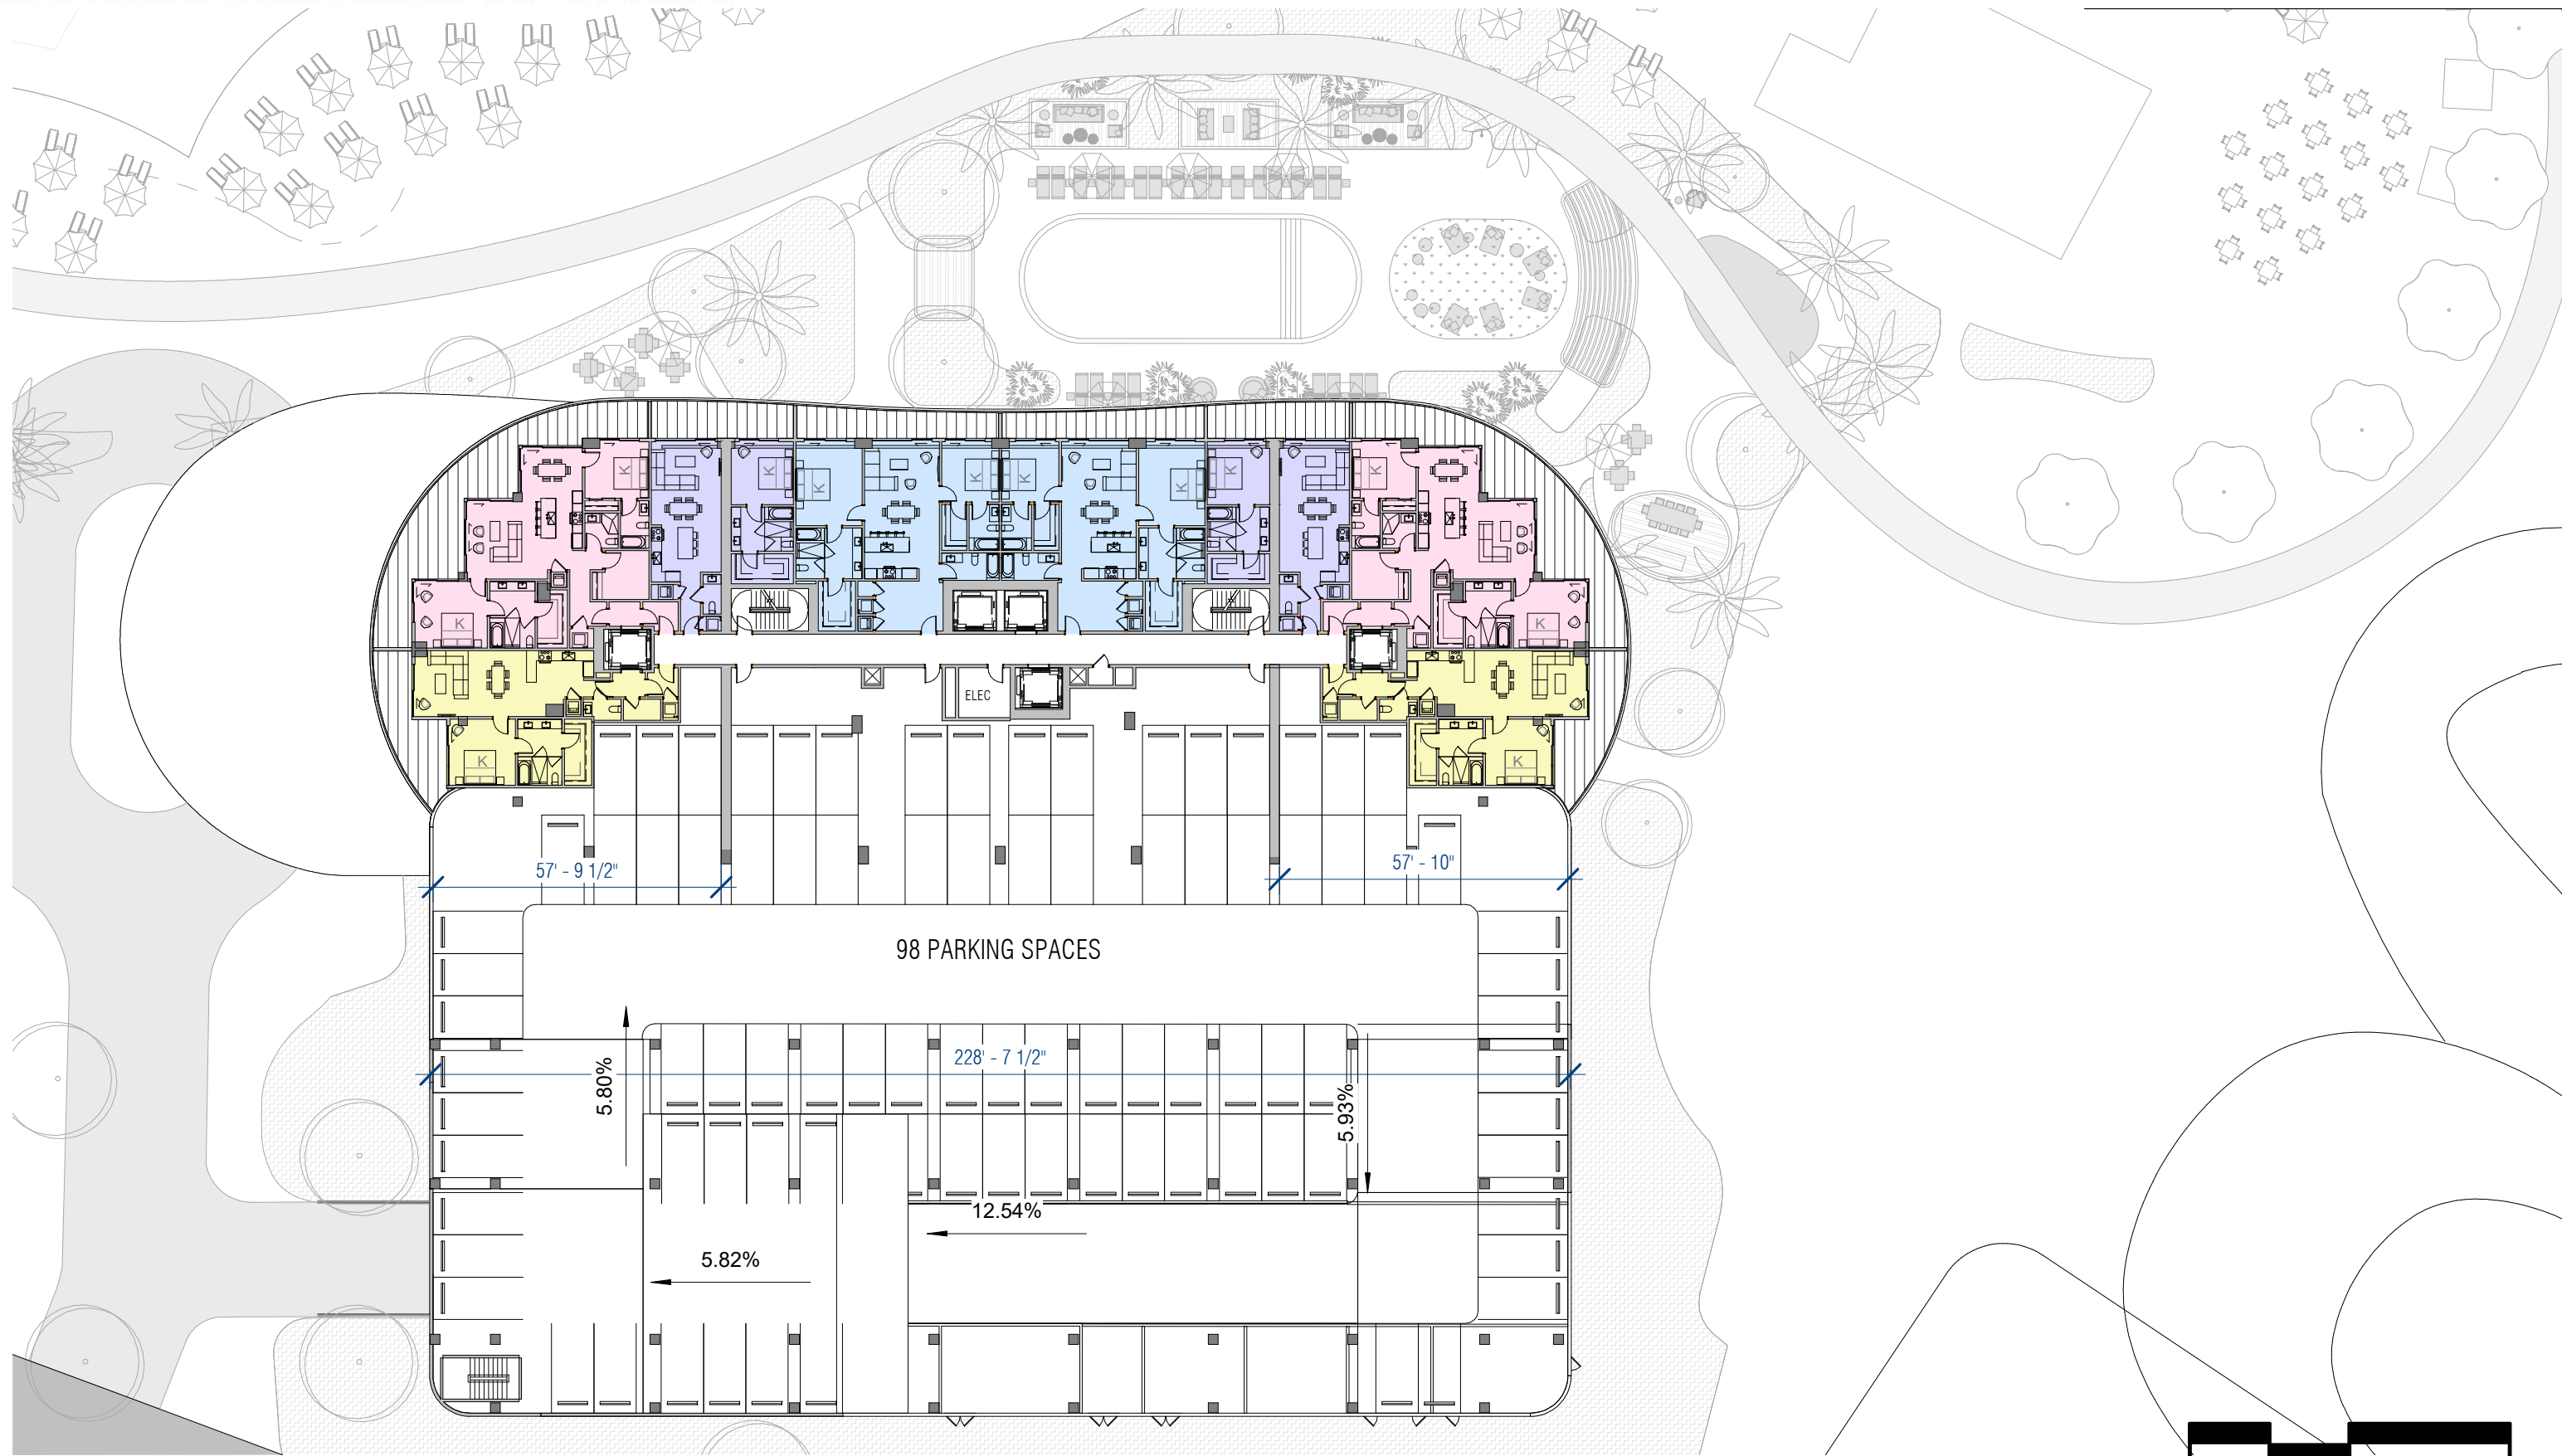 K
K
K
K
K
K
K
K
K
K
ELEC
K
K
57' - 9 1/2"
57' - 10"
98 PARKING SPACES
228' - 7 1/2"
5.80%
5.93%
12.54%
5.82%